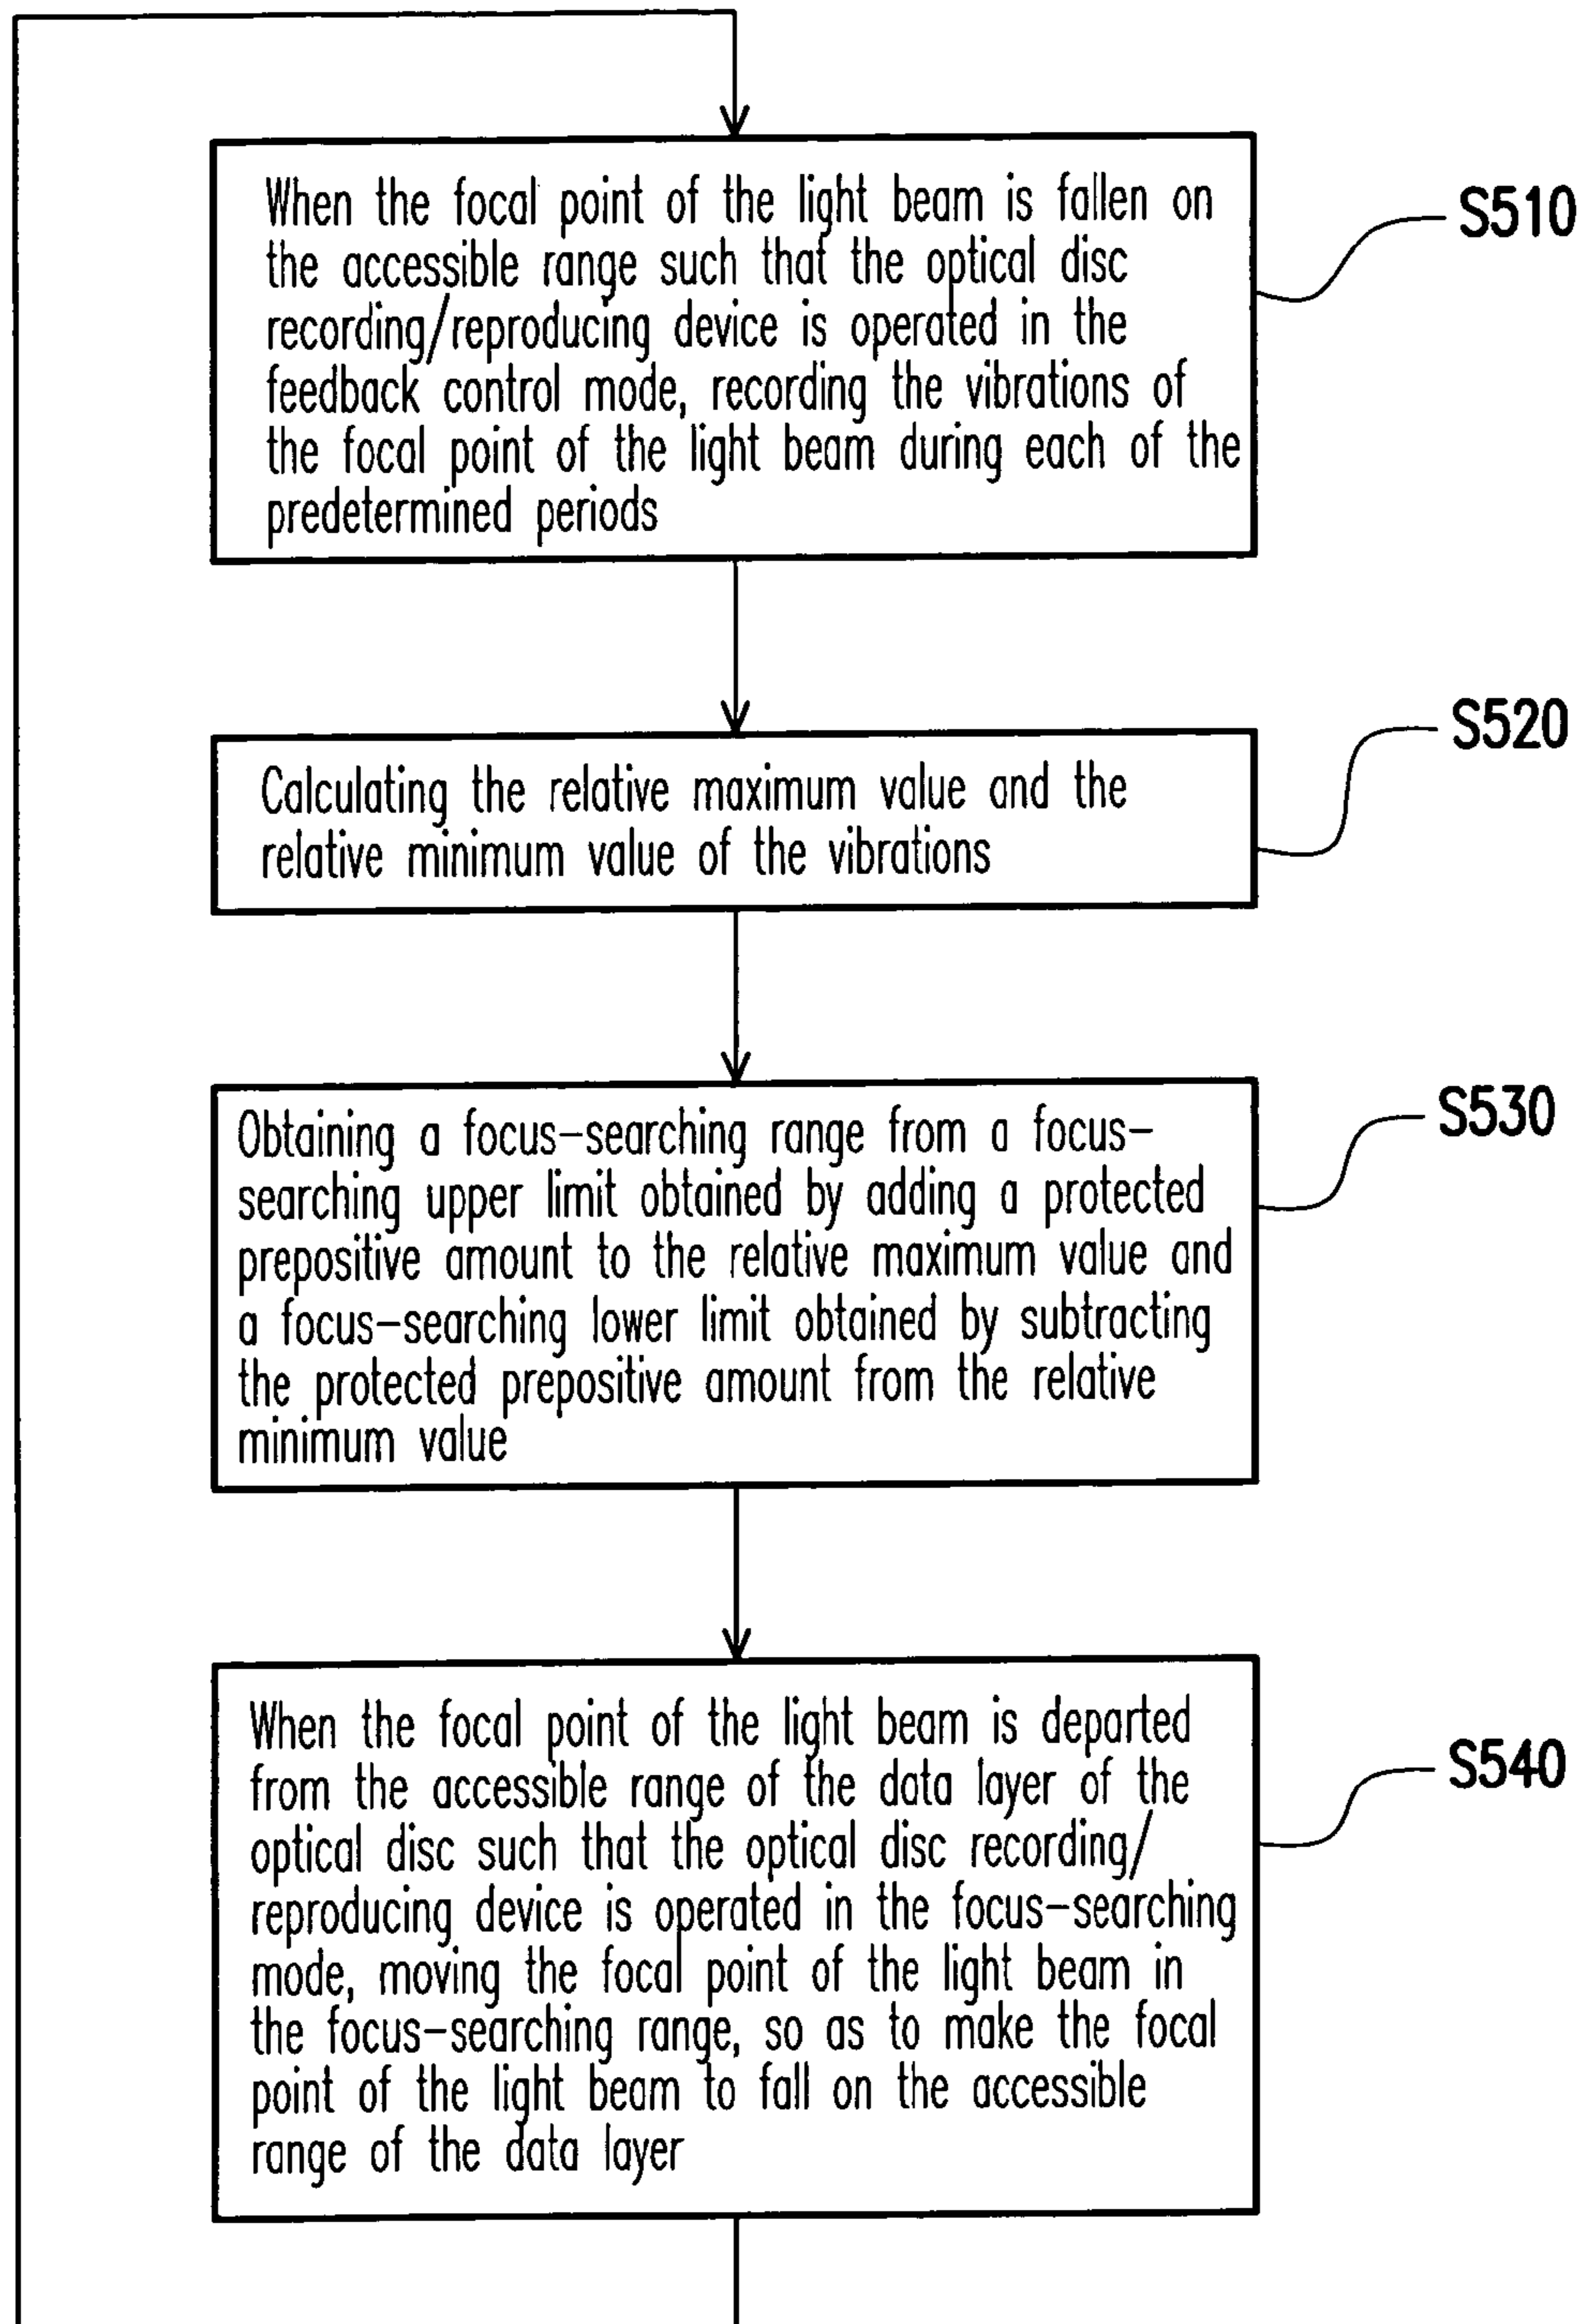 When the focal point of the light beam is fallen on
the accessible range such that the optical disc
recording/reproducing device is operated in the
feedback control mode, recording the vibrations of
the focal point of the light beam during each of the
predetermined periods
S510
Calculating the relative maximum value and the
relative minimum value of the vibrations
S520
Obtaining a focus-searching range from a focus-
searching upper limit obtained by adding a protected
prepositive amount to the relative maximum value and
a focus-searching lower limit obtained by subtracting
the protected prepositive amount from the relative
minimum value
S530
When the focal point of the light beam is departed
from the accessible range of the data layer of the
optical disc such that the optical disc recording/
reproducing device is operated in the focus-searching
mode, moving the focal point of the light beam in
the focus-searching range, so as to make the focal
point of the light beam to fall on the accessible
range of the data layer
S540